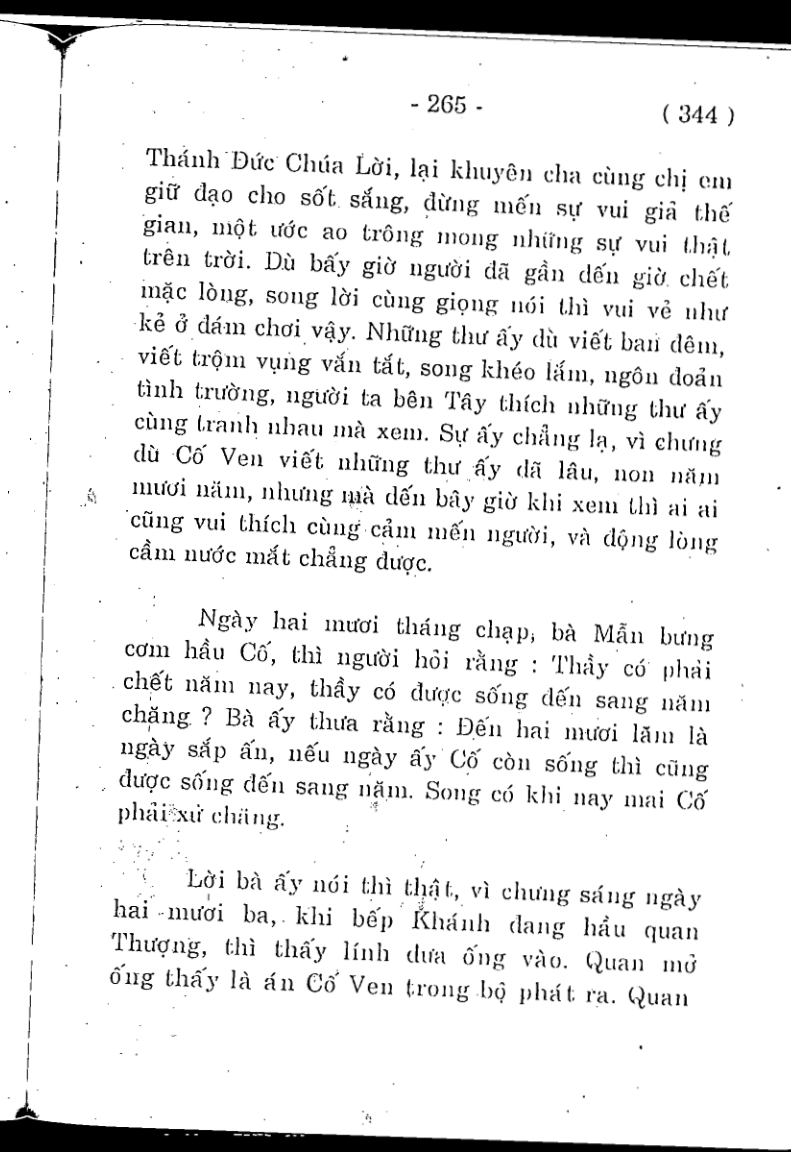 - 265 -
( 344 )
Thánh Đức Chúa Lời, lại khuyên cha cùng chị em
giữ đạo cho sốt sắng, đừng mến sự vui giả thế
gian, một ước ao trông mong những sự vui thật
trên trời. Dù bấy giờ người đã gần đến giờ chết
mặc lòng, song lời cùng giọng nói thì vui vẻ như
kẻ ở đám chơi vậy. Những thư ấy dù viết ban đêm,
viết trộm vụng vắn tắt, song khéo lắm, ngôn đoản
tình trường, người ta bên Tây thích những thư ấy
cùng tranh nhau mà xem. Sự ấy chẳng lạ, vì chưng
dù Cố Ven viết những thư ấy đã lâu, non năm
mươi năm, nhưng mà đến bây giờ khi xem thì ai ai
cũng vui thích cùng cảm mến người, và động lòng
cầm nước mắt chẳng được.
Ngày hai mươi tháng chạp, bà Mẫn bưng
cơm hầu Cố, thì người hỏi rằng : Thầy có phải
chết năm nay, thầy có được sống đến sang năm
chăng ? Bà ấy thưa rằng : Đến hai mươi lăm là
ngày sắp ấn, nếu ngày ấy Cố còn sống thì cũng
được sống đến sang năm. Song có khi nay mai Cố
phải xử chăng.
Lời bà ấy nói thì thật, vì chưng sáng ngày
hai mươi ba, khi bếp Khánh đang hầu quan
Thượng, thì thấy lính đưa ống vào. Quan mở
ống thấy là án Cố Ven trong bộ phát ra. Quan